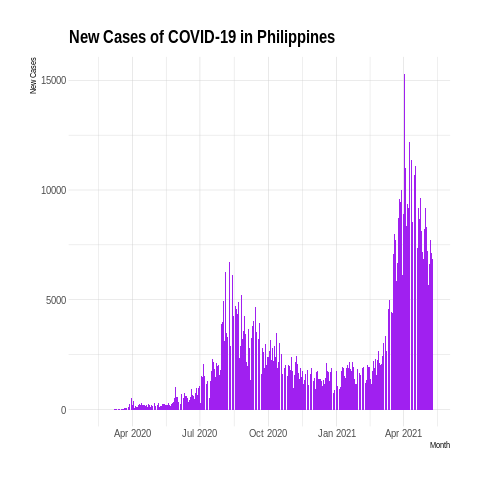 New Cases of COVID-19 in Philippines
New Cases
15000
10000
5000
0
Apr 2020 Jul 2020 Oct 2020 Jan 2021 Apr 2021
Month